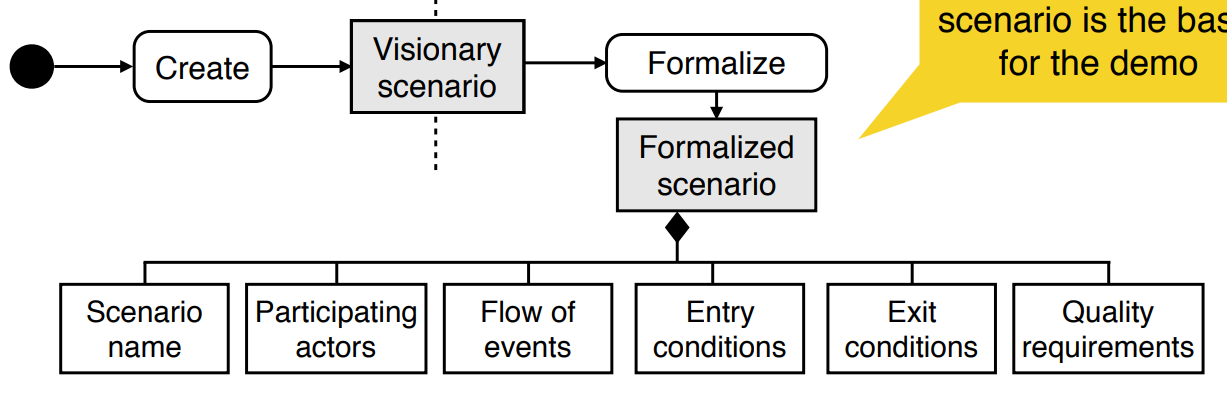 scenario is the bas
for the demo
Create
Visionary
scenario
Formalize
Formalized
scenario
Scenario
name
Participating
actors
Flow of
events
Entry
conditions
Exit
conditions
Quality
requirements